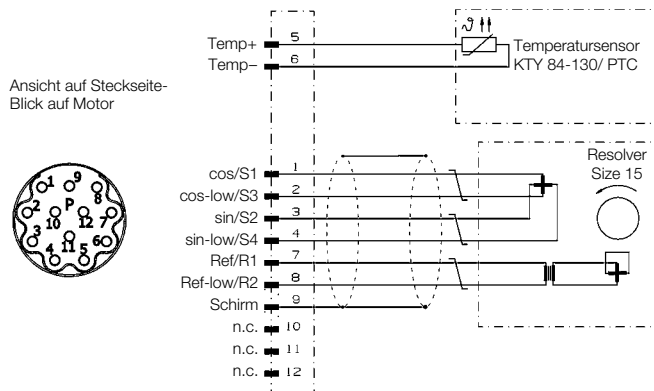 Ansicht auf Steckseite-
Blick auf Motor
1 9 8 2 P 10 12 7 3 11 6 4 5
Temp+ 5
Temp– 6
Temperatursensor
KTY 84-130/ PTC
ϑ
Resolver
Size 15
cos/S1 1
cos-low/S3 2
sin/S2 3
sin-low/S4 4
Ref/R1 7
Ref-low/R2 8
Schirm 9
n.c. 10
n.c. 11
n.c. 12